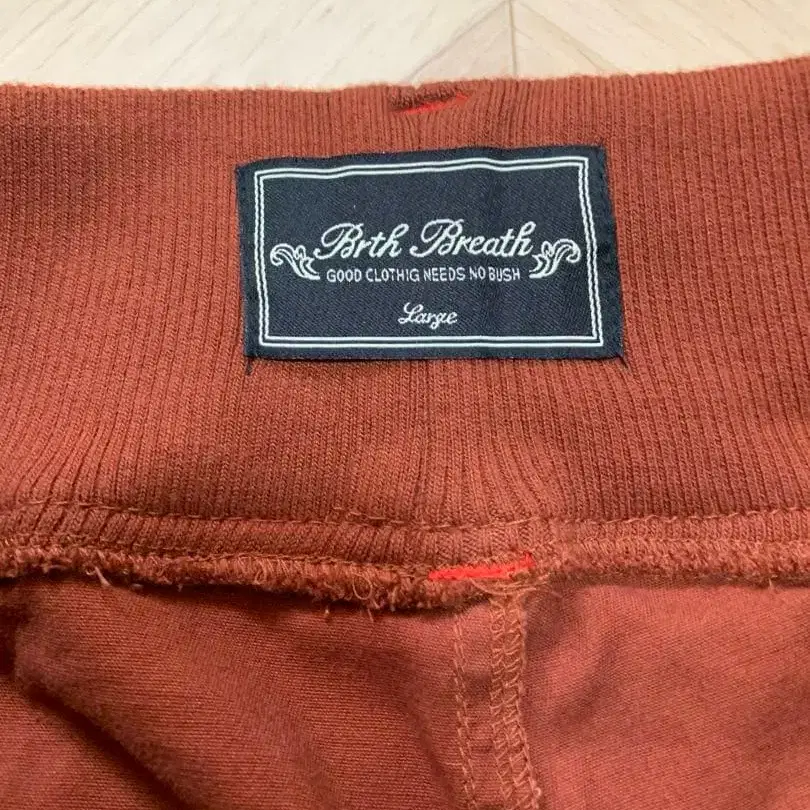 Brth Breath
GOOD CLOTHIG NEEDS NO BUSH
Large